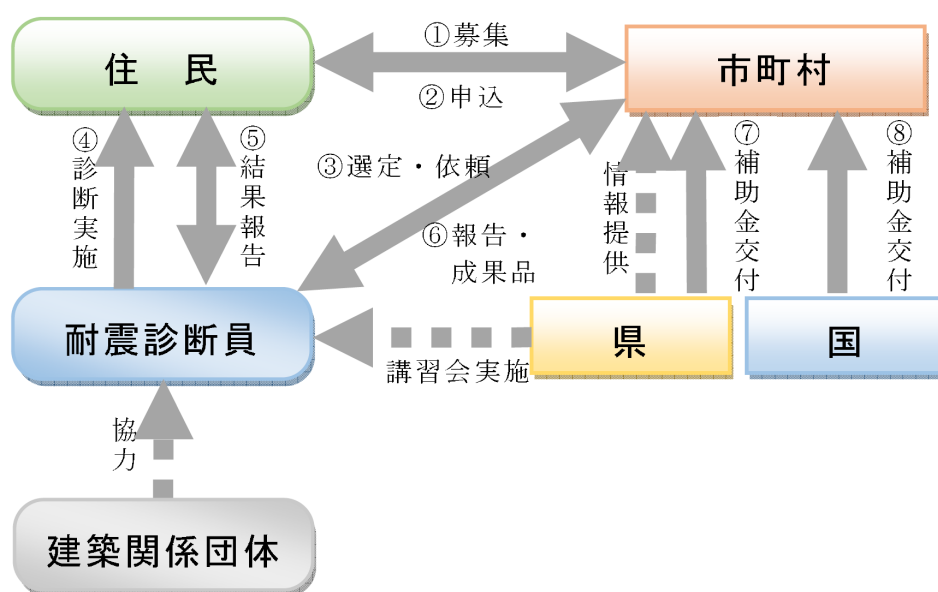 ①募集
住　民
市町村
②申込
④診断実施
⑤結果報告
③選定・依頼
情報提供
⑦補助金交付
⑧補助金交付
⑥報告・
成果品
耐震診断員
県
国
講習会実施
協力
建築関係団体